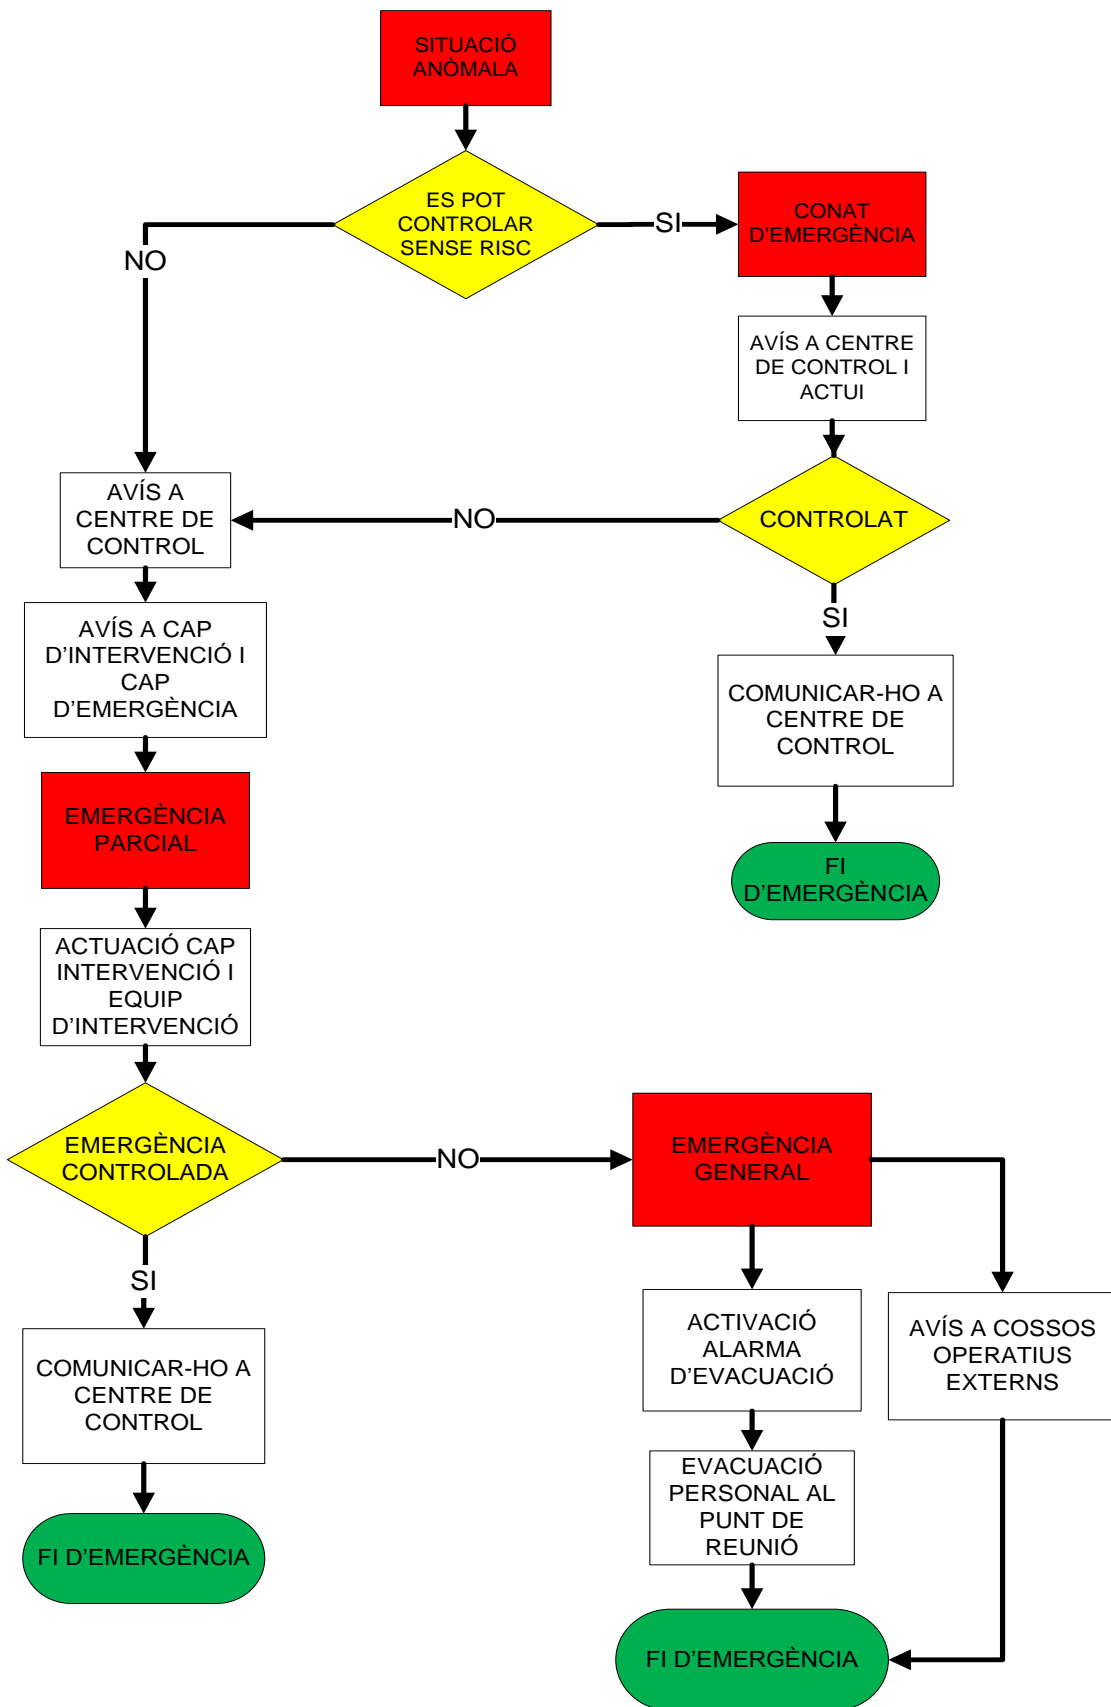 SITUACIÓ
ANÒMALA
ES POT
CONTROLAR
SENSE RISC
SI
CONAT
D'EMERGÈNCIA
NO
AVÍS A CENTRE
DE CONTROL I
ACTUI
AVÍS A
CENTRE DE
CONTROL
NO
CONTROLAT
SI
AVÍS A CAP
D'INTERVENCIÓ I
CAP
D'EMERGÈNCIA
COMUNICAR-HO A
CENTRE DE
CONTROL
EMERGÈNCIA
PARCIAL
FI
D'EMERGÈNCIA
ACTUACIÓ CAP
INTERVENCIÓ I
EQUIP
D'INTERVENCIÓ
EMERGÈNCIA
CONTROLADA
NO
EMERGÈNCIA
GENERAL
SI
COMUNICAR-HO A
CENTRE DE
CONTROL
ACTIVACIÓ
ALARMA
D'EVACUACIÓ
AVÍS A COSSOS
OPERATIUS
EXTERNS
EVACUACIÓ
PERSONAL AL
PUNT DE
REUNIÓ
FI D'EMERGÈNCIA
FI D'EMERGÈNCIA